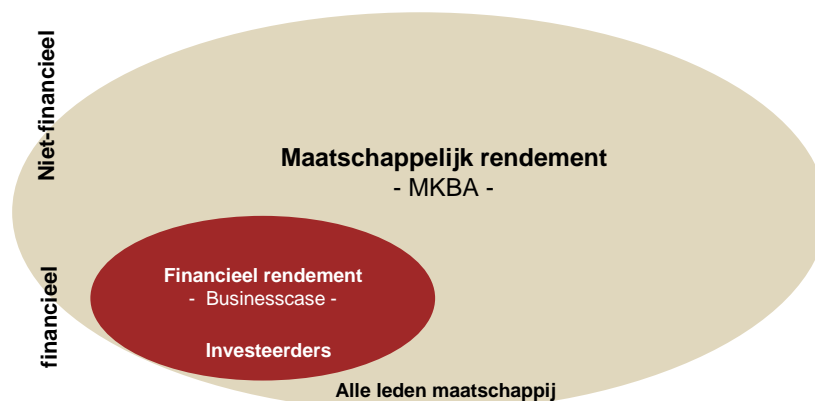 Niet-financieel
Maatschappelijk rendement
- MKBA -
financieel
Financieel rendement
- Businesscase -
Investeerders
Alle leden maatschappij